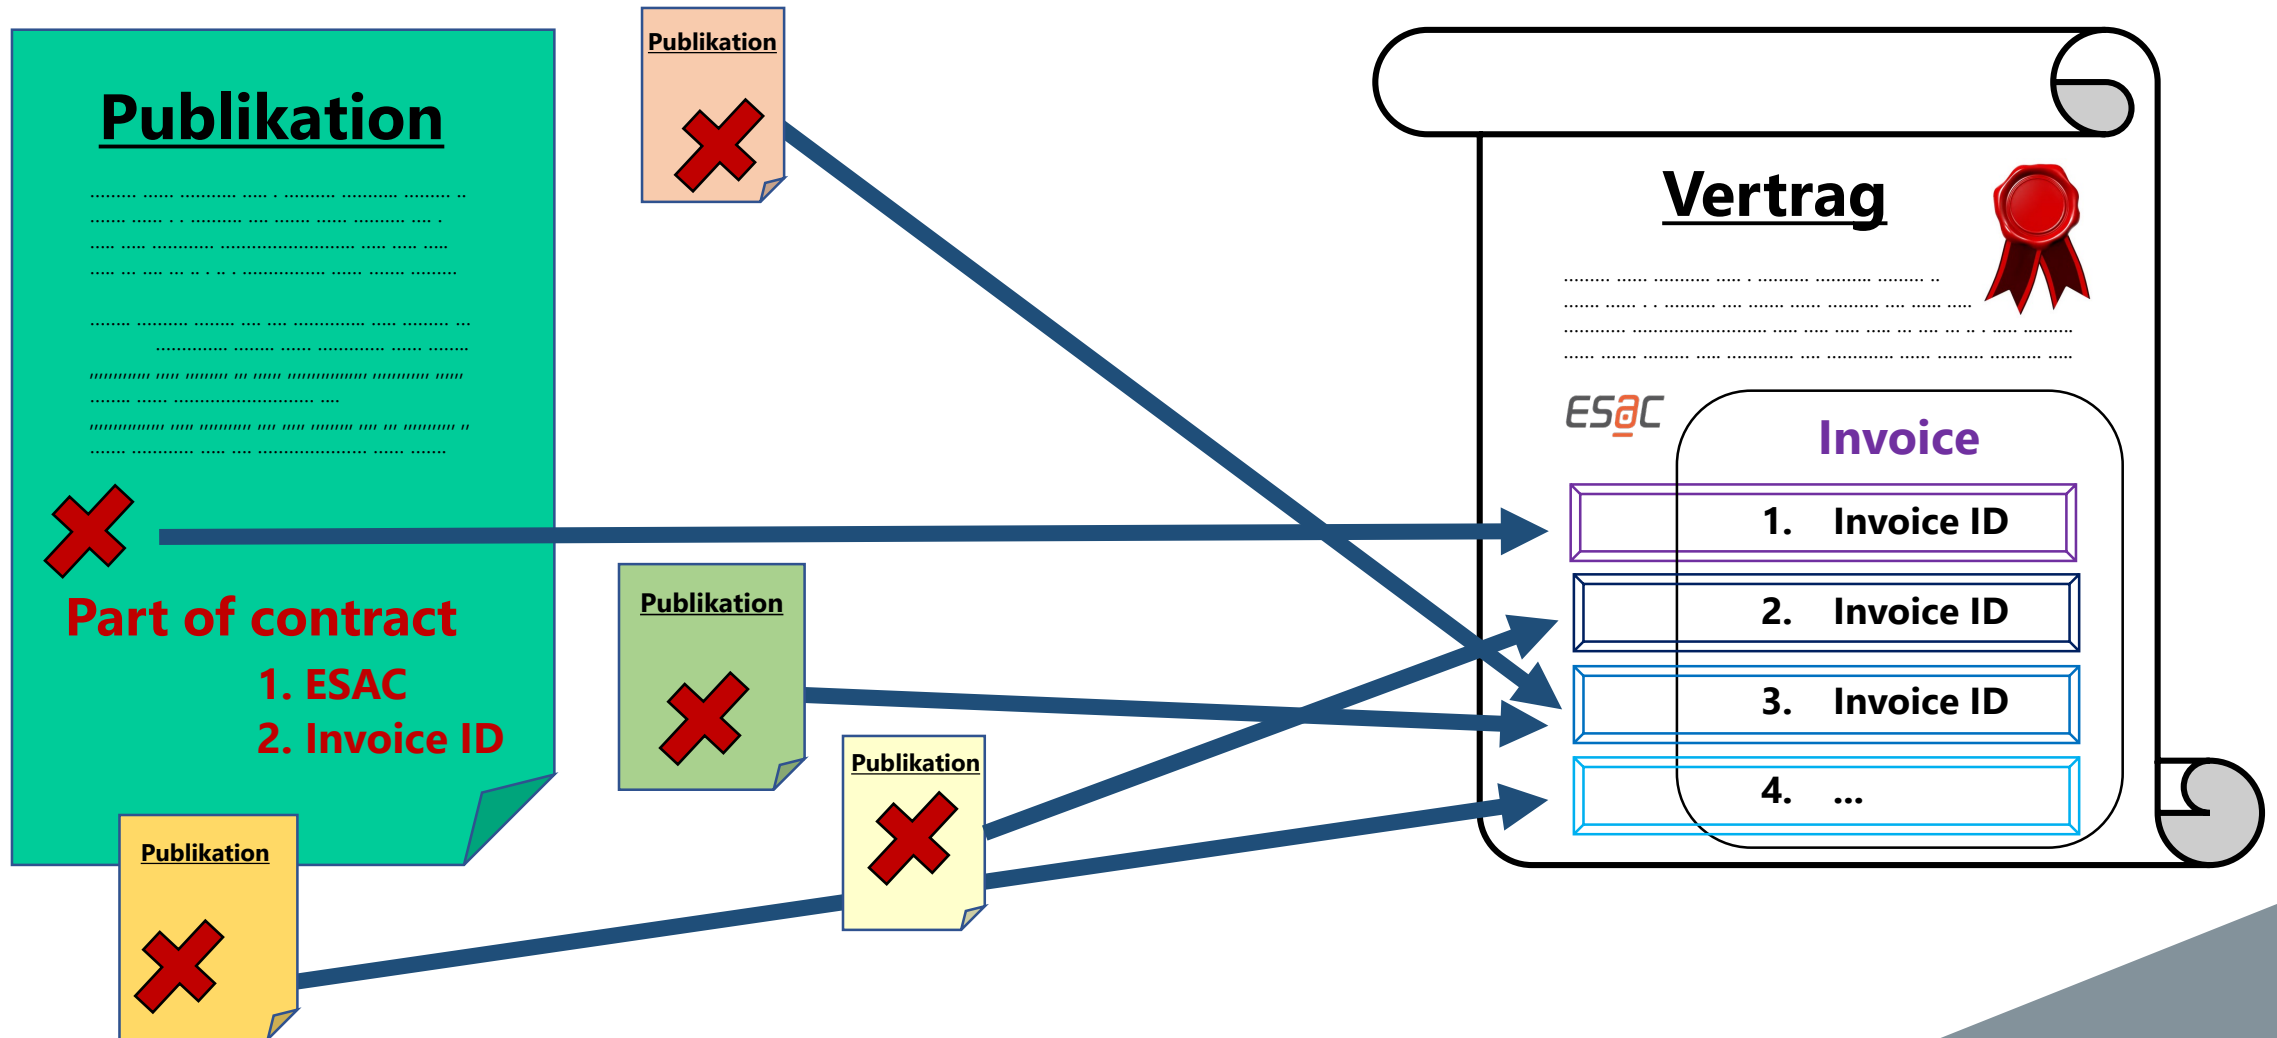 Publikation
Part of contract
1. ESAC
2. Invoice ID
Publikation
Publikation
Publikation
Publikation
Vertrag
ESAC
Invoice
1. Invoice ID
2. Invoice ID
3. Invoice ID
4. ...